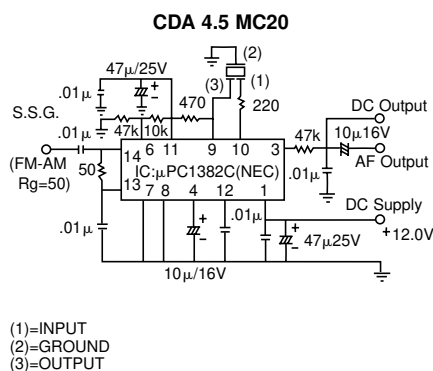 CDA 4.5 MC20
(2)
47µ/25V
(3) (1)
.01µ
470
220
S.S.G.
DC Output
.01µ
47k 10k
47k
10µ16V
6 11 9 10 3
14
IC:µPC1382C(NEC)
AF Output
(FM-AM
Rg=50)
50
13
7 8 4 12 1
.01µ
DC Supply
.01µ
+
−
.01µ
+
−
47µ25V
+12.0V
10µ/16V
+
−
(1)=INPUT
(2)=GROUND
(3)=OUTPUT